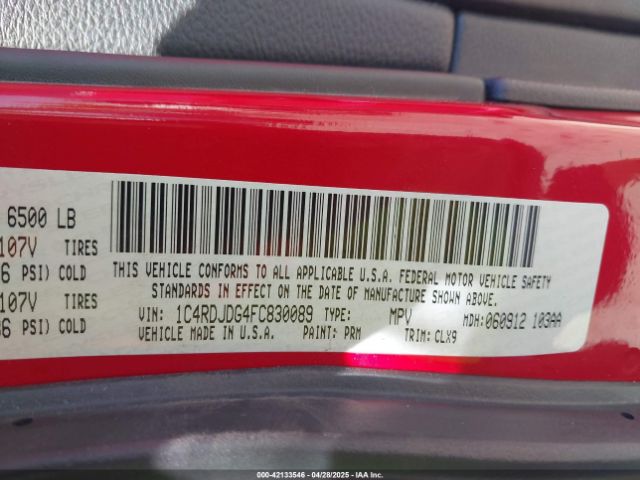 6500 LB
107V TIRES
6 PSI) COLD
107V TIRES
36 PSI) COLD
THIS VEHICLE CONFORMS TO ALL APPLICABLE U.S.A. FEDERAL MOTOR VEHICLE SAFETY
STANDARDS IN EFFECT ON THE DATE OF MANUFACTURE SHOWN ABOVE.
VIN: 1C4RDJDG4FC830089 TYPE: MPV MDH: 060912 103AA
VEHICLE MADE IN U.S.A. PAINT: PRM TRIM: CLX9
000-42133546 - 04/28/2025 - IAA Inc.